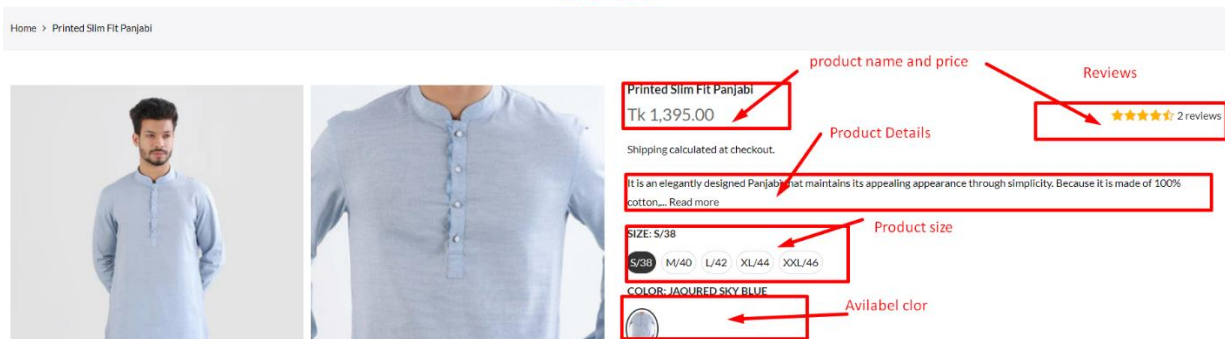 Home > Printed Slim Fit Panjabi
product name and price
Reviews
Printed Slim Fit Panjabi
Tk 1,395.00
2 reviews
Product Details
Shipping calculated at checkout.
It is an elegantly designed Panjabi that maintains its appealing appearance through simplicity. Because it is made of 100%
cotton,... Read more
Product size
SIZE: S/38
S/38 M/40 L/42 XL/44 XXL/46
COLOR: JAQURED SKY BLUE
Avilabel clor